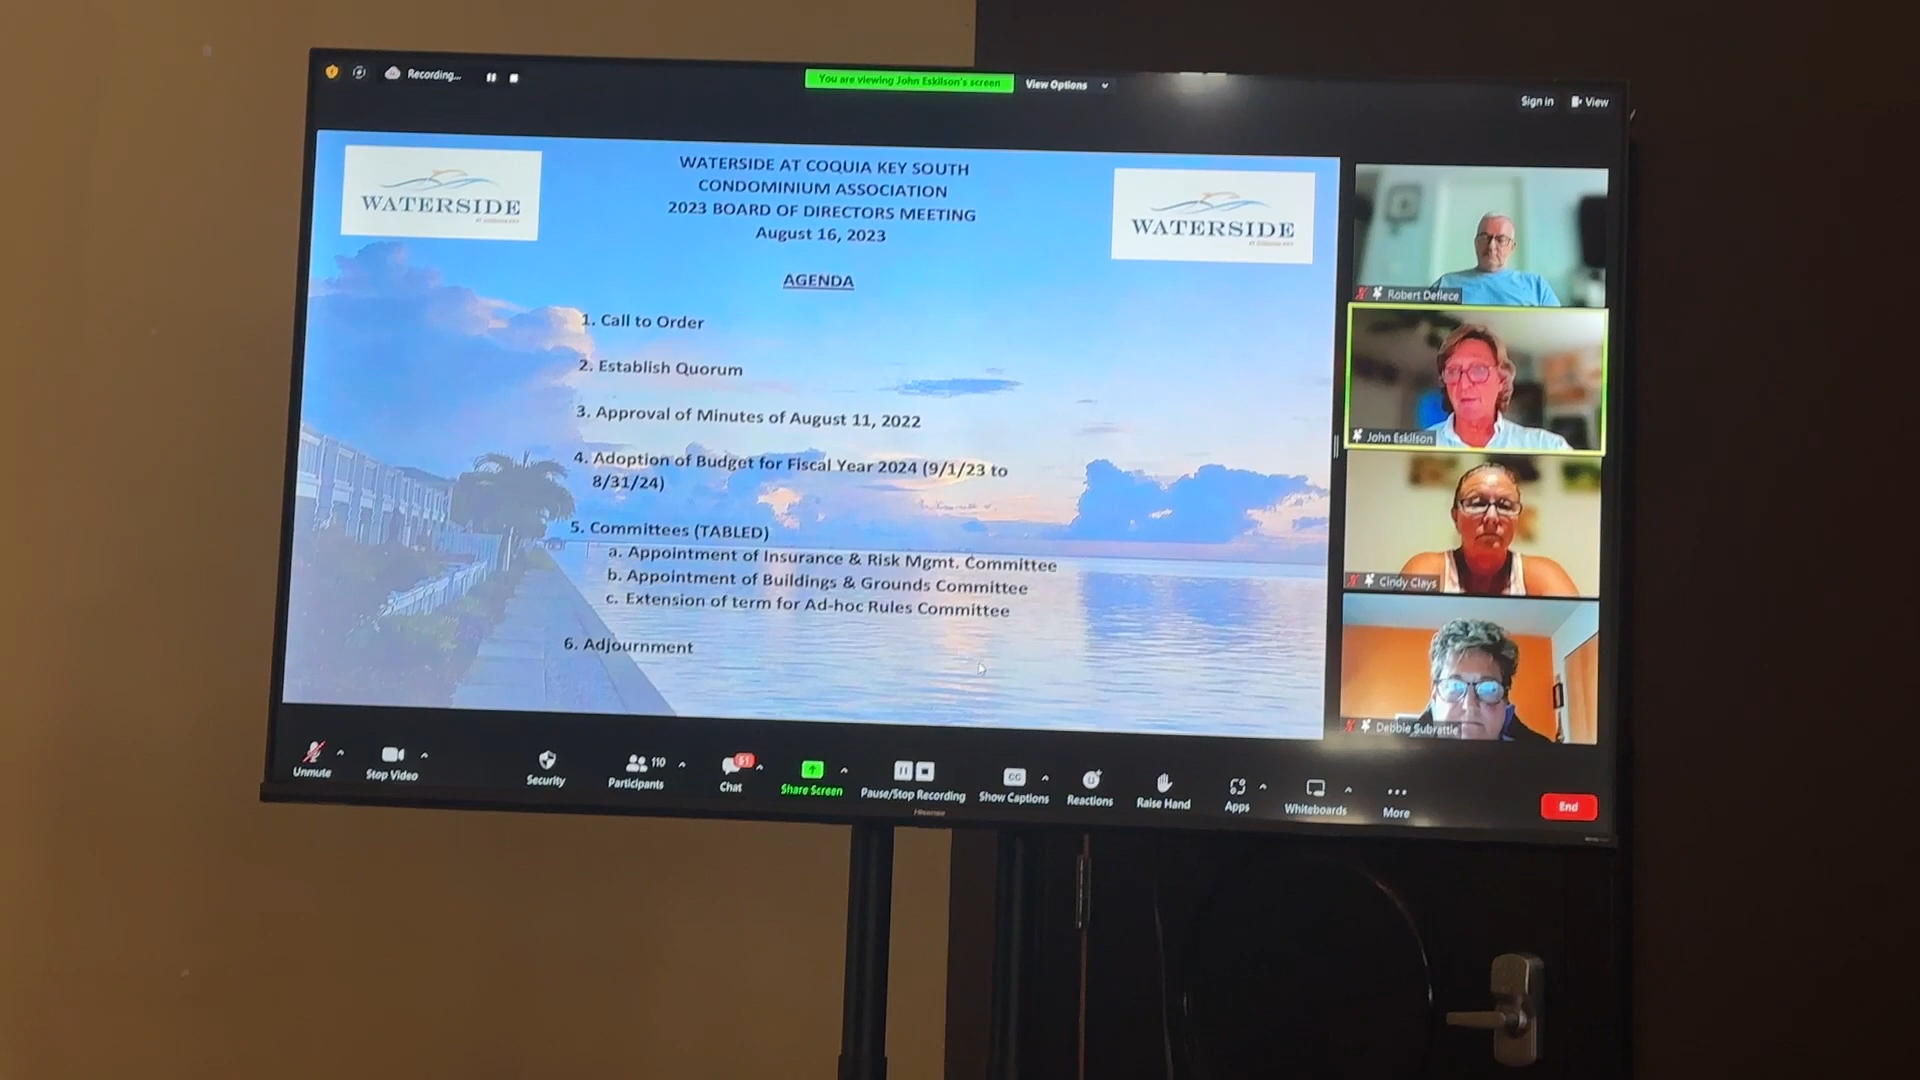 Recording...
You are viewing John Eskilson's screen
View Options
Sign in
View
WATERSIDE
WATERSIDE AT COQUIA KEY SOUTH
CONDOMINIUM ASSOCIATION
2023 BOARD OF DIRECTORS MEETING
August 16, 2023
WATERSIDE
AGENDA
1. Call to Order
2. Establish Quorum
3. Approval of Minutes of August 11, 2022
4. Adoption of Budget for Fiscal Year 2024 (9/1/23 to
8/31/24)
5. Committees (TABLED)
a. Appointment of Insurance & Risk Mgmt. Committee
b. Appointment of Buildings & Grounds Committee
c. Extension of term for Ad-hoc Rules Committee
6. Adjournment
Robert Deflece
John Eskilson
Cindy Clays
Debbie Subrattie
Unmute
Stop Video
Security
Participants
110
Chat
51
Share Screen
Pause/Stop Recording
CC
Show Captions
Reactions
Raise Hand
Apps
Whiteboards
More
End
Hisense